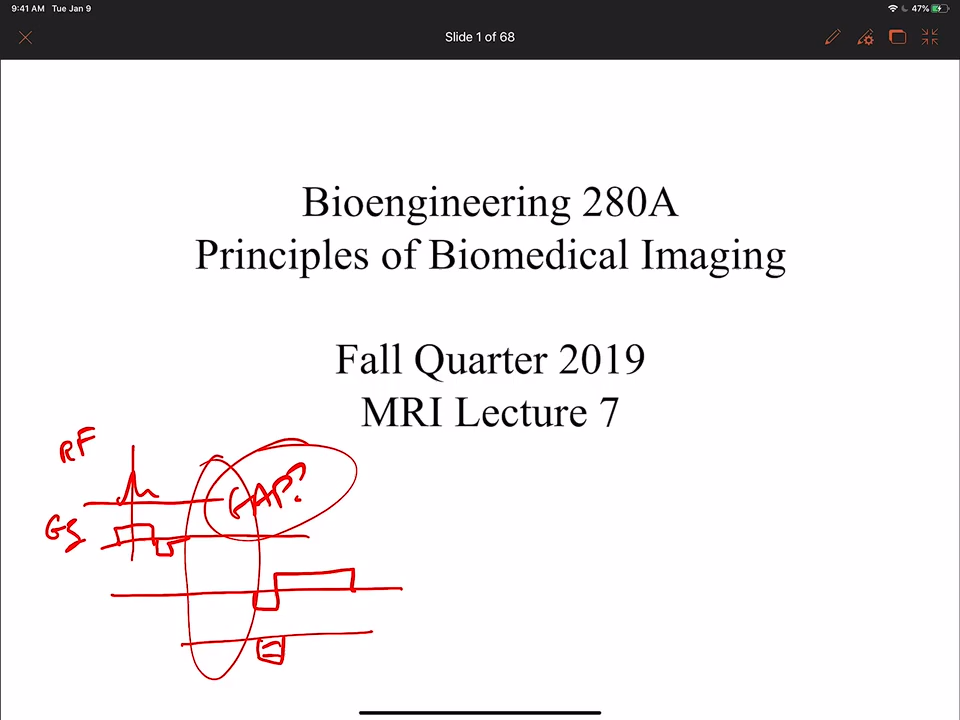 9:41 AM Tue Jan 9
47%
Slide 1 of 68
Bioengineering 280A
Principles of Biomedical Imaging
Fall Quarter 2019
MRI Lecture 7
RF
GAP?
Gs